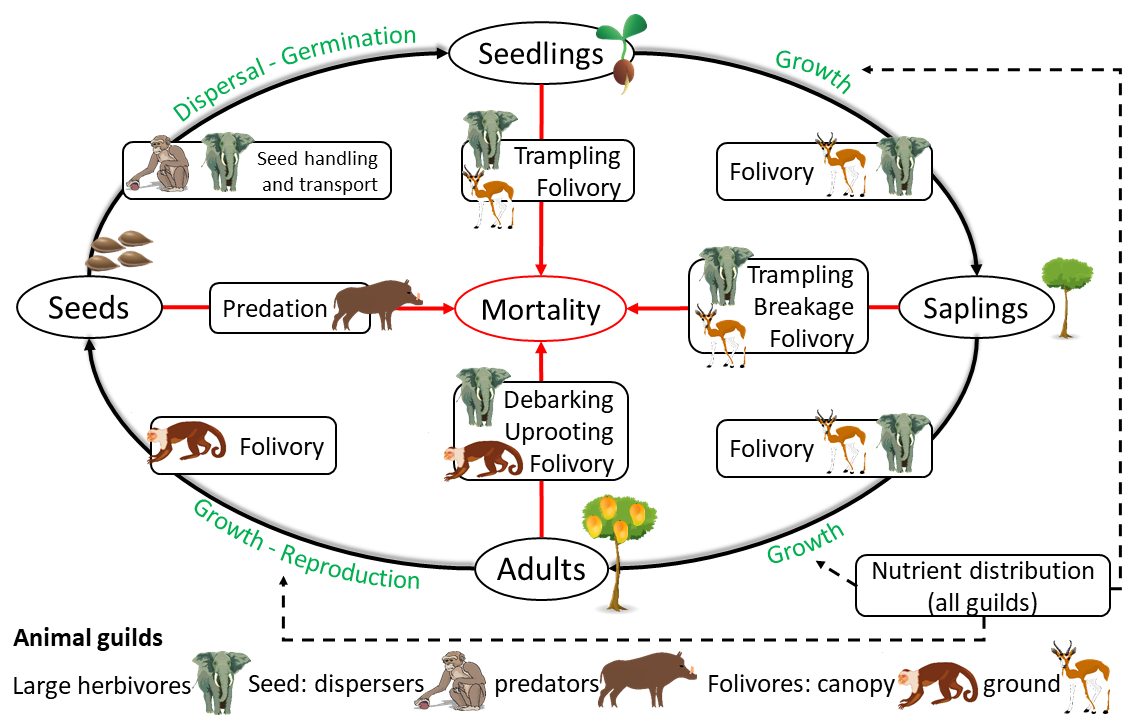 Seedlings
Dispersal - Germination
Growth
Seed handling
and transport
Trampling
Folivory
Folivory
Seeds
Predation
Mortality
Trampling
Breakage
Folivory
Saplings
Folivory
Debarking
Uprooting
Folivory
Folivory
Growth - Reproduction
Adults
Growth
Nutrient distribution
(all guilds)
Animal guilds
Large herbivores Seed: dispersers predators Folivores: canopy ground